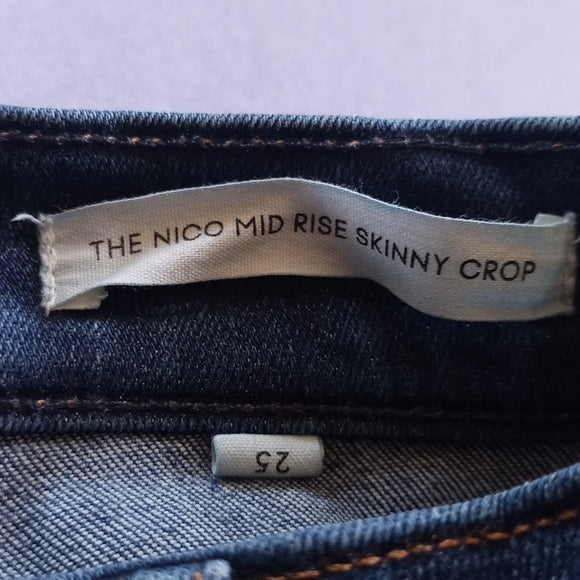 THE NICO MID RISE SKINNY CROP
25